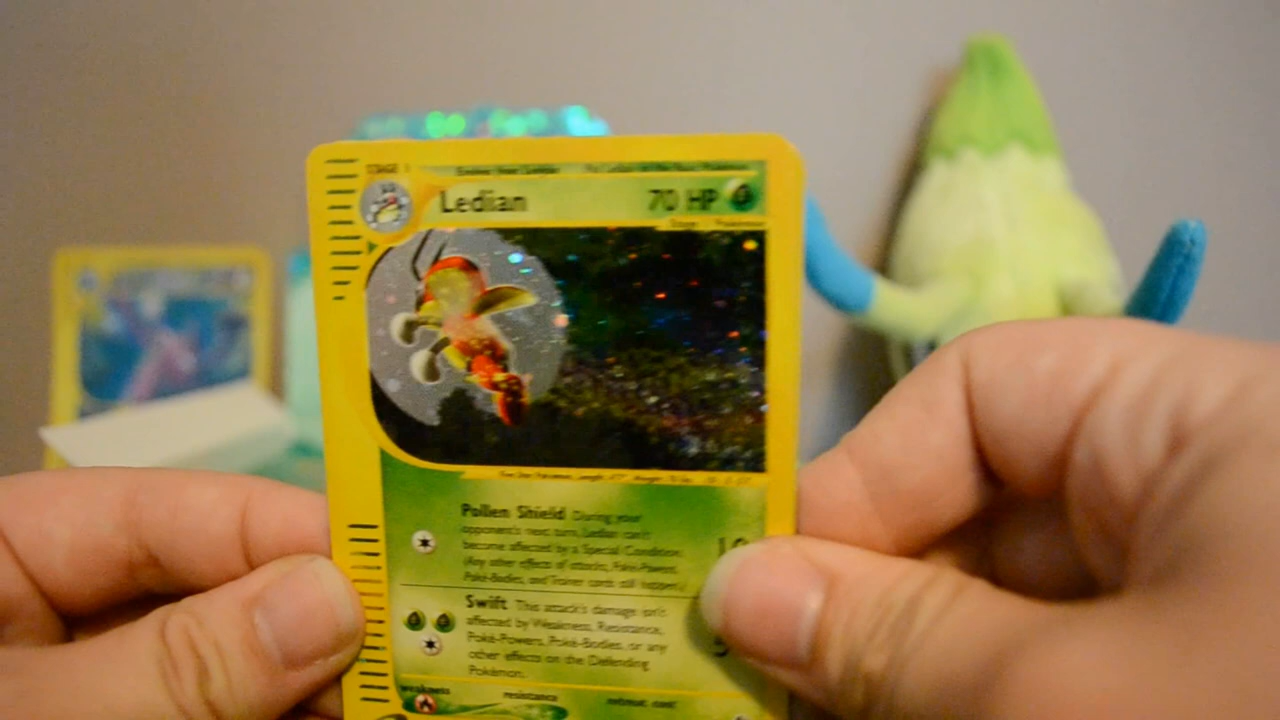 STAGE 1
Ledian 70 HP
Pollen Shield During your
opponent's next turn, Ledian can't
become affected by a Special Condition.
(Any other effects of attacks, Poké-Powers,
Poké-Bodies, and Trainer cards still happen.)
Swift This attack's damage isn't
affected by Weakness, Resistance,
Poké-Powers, Poké-Bodies, or any
other effects on the Defending
Pokémon.
weakness resistance retreat cost